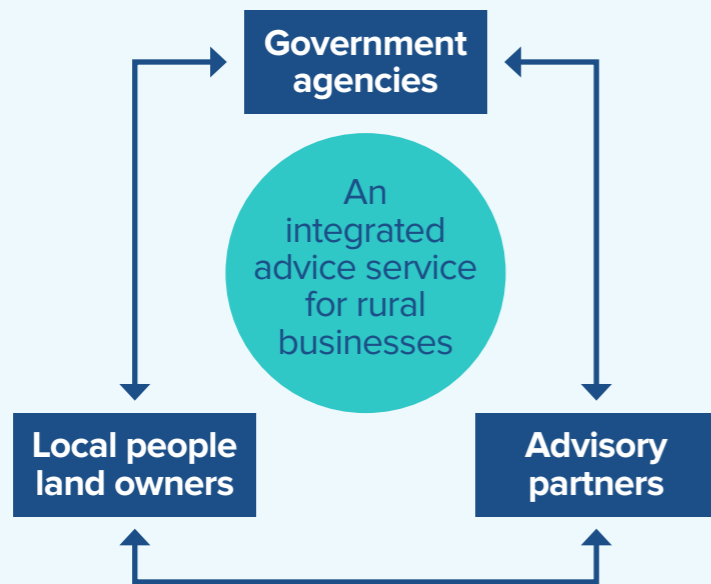 Government
agencies
An
integrated
advice service
for rural
businesses
Local people
land owners
Advisory
partners